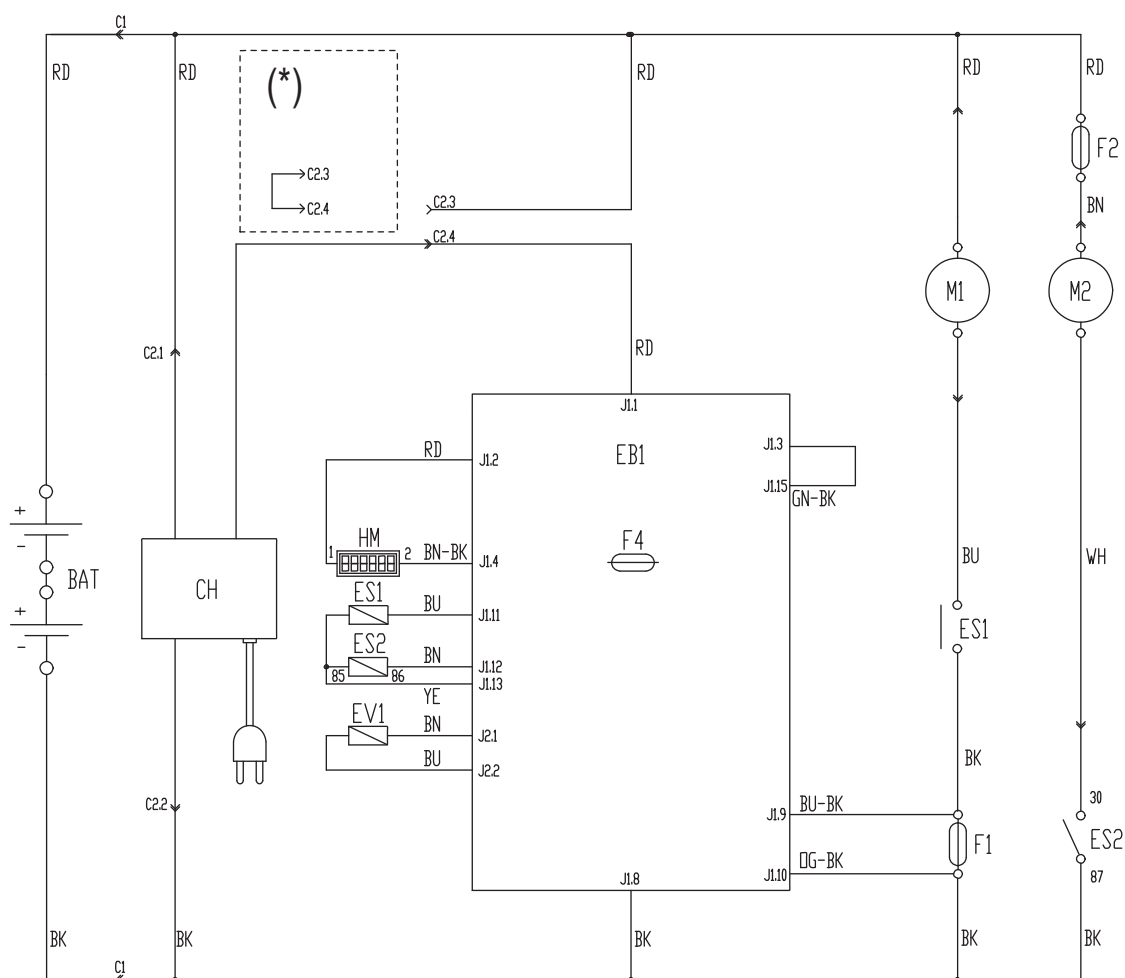 C1
RD RD RD RD RD
(*)
F2
C2.3
C2.3
C2.4
BN
C2.4
M1 M2
C2.1
RD
J1.1
RD J1.2 EB1 J1.3
J1.15
GN-BK
+
HM F4
- 1 2 BN-BK J1.4 BU WH
BAT CH
ES1
+ BU J1.11
ES1
ES2
- BN J1.12
85 86 J1.13
YE
EV1 BN J2.1
BU J2.2
BK
C2.2 BU-BK 30
J1.9
F1 ES2
OG-BK
J1.8 J1.10 87
BK BK BK BK BK
C1